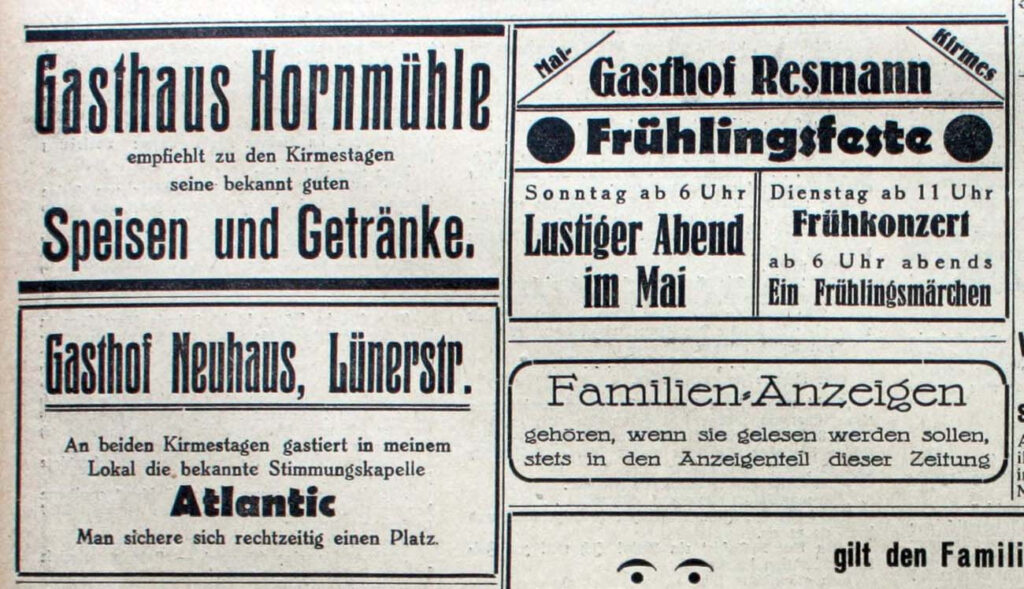 Gasthaus Hornmühle
empfiehlt zu den Kirmestagen
seine bekannt guten
Speisen und Getränke.
Gasthof Neuhaus, Lünerstr.
An beiden Kirmestagen gastiert in meinem
Lokal die bekannte Stimmungskapelle
Atlantic
Man sichere sich rechtzeitig einen Platz.
Mai-
Kirmes
Gasthof Resmann
Frühlingsfeste
Sonntag ab 6 Uhr
Lustiger Abend
im Mai
Dienstag ab 11 Uhr
Frühkonzert
ab 6 Uhr abends
Ein Frühlingsmärchen
Familien-Anzeigen
gehören, wenn sie gelesen werden sollen,
stets in den Anzeigenteil dieser Zeitung
gilt den Famili